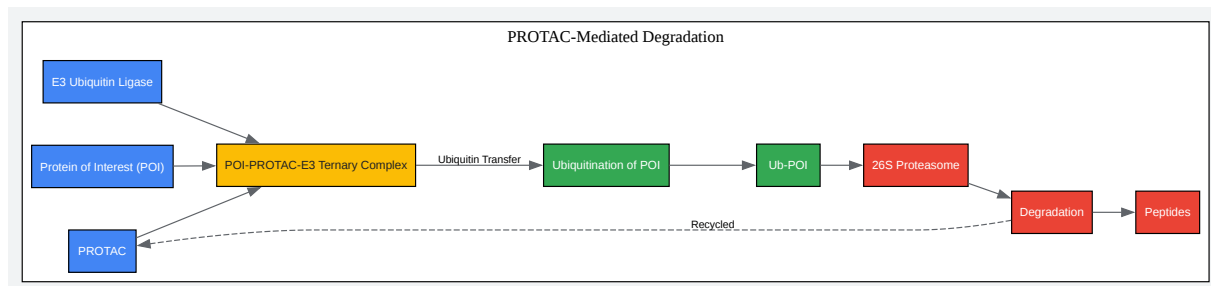 PROTAC-Mediated Degradation
E3 Ubiquitin Ligase
Protein of Interest (POI)
PROTAC
POI-PROTAC-E3 Ternary Complex
Ubiquitin Transfer
Ubiquitination of POI
Ub-POI
26S Proteasome
Degradation
Peptides
Recycled